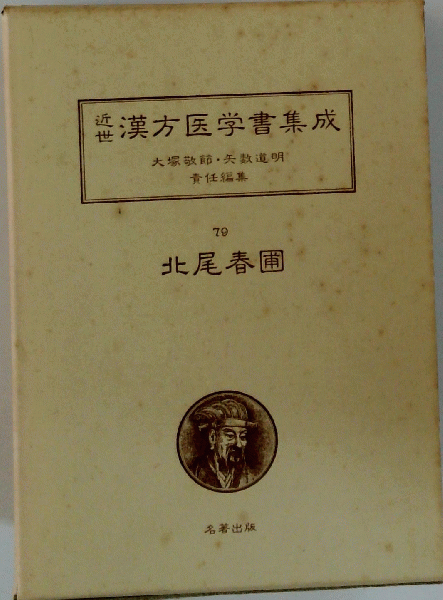 近世 漢方医学書集成
大塚敬節・矢数道明
責任編集
79
北尾春圃
名著出版